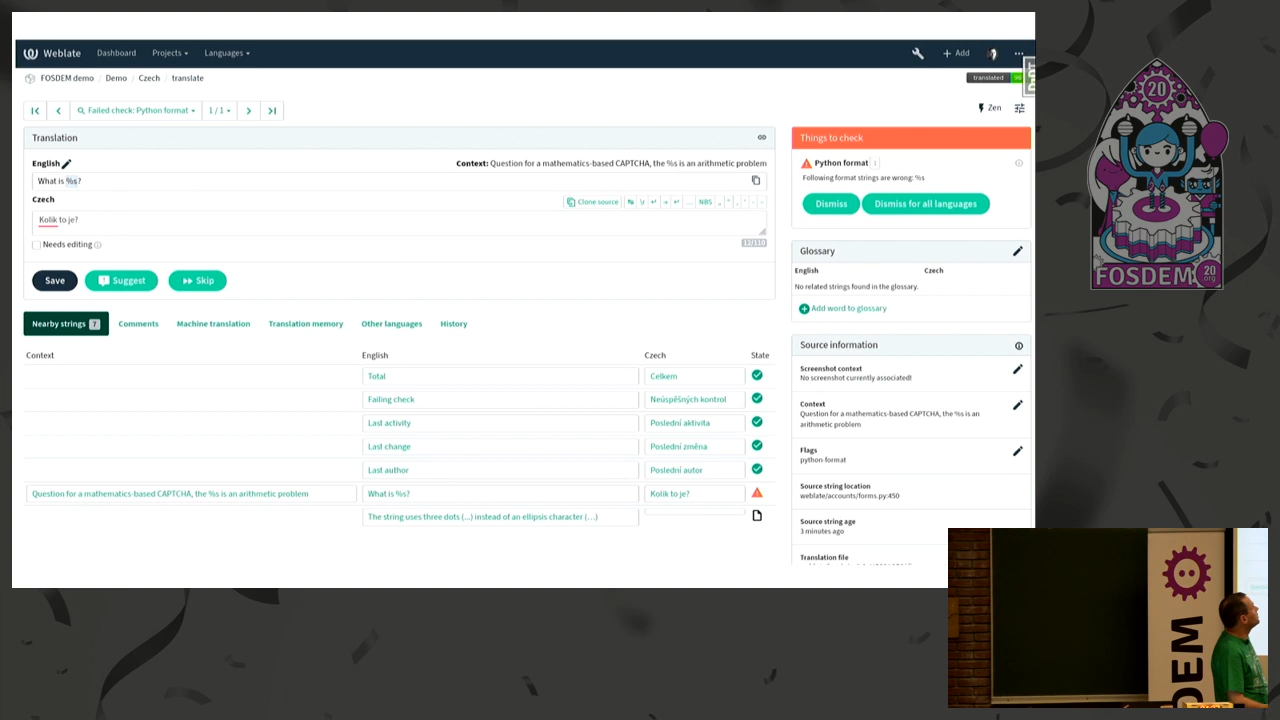 Weblate Dashboard Projects Languages Add
FOSDEM demo / Demo / Czech / translate
translated
Failed check: Python format 1 / 1 Zen
Translation
English
Context: Question for a mathematics-based CAPTCHA, the %s is an arithmetic problem
What is %s?
Czech
Clone source NBS
Kolik to je?
Needs editing
12/110
Save Suggest Skip
Nearby strings 7 Comments Machine translation Translation memory Other languages History
Context English Czech State
Total Celkem
Failing check Neúspěšných kontrol
Last activity Poslední aktivita
Last change Poslední změna
Last author Poslední autor
Question for a mathematics-based CAPTCHA, the %s is an arithmetic problem What is %s? Kolik to je?
The string uses three dots (...) instead of an ellipsis character (…)
Things to check
Python format
Following format strings are wrong: %s
Dismiss Dismiss for all languages
Glossary
English Czech
No related strings found in the glossary.
Add word to glossary
Source information
Screenshot context
No screenshot currently associated!
Context
Question for a mathematics-based CAPTCHA, the %s is an
arithmetic problem
Flags
python-format
Source string location
weblate/accounts/forms.py:450
Source string age
3 minutes ago
Translation file
20
FOSDEM 20
.org
DEM